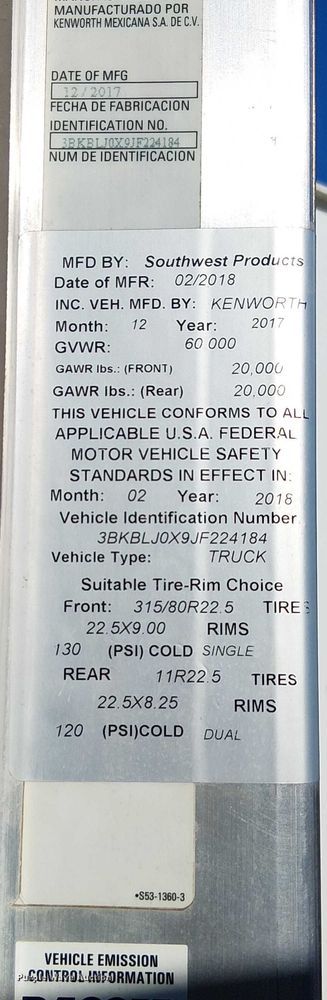 MANUFACTURADO POR
KENWORTH MEXICANA S.A. DE C.V.
DATE OF MFG
12/2017
FECHA DE FABRICACION
IDENTIFICATION NO.
3BKBLJ0X9JF224184
NUM DE IDENTIFICACION
MFD BY: Southwest Products
Date of MFR: 02/2018
INC. VEH. MFD. BY: KENWORTH
Month: 12 Year: 2017
GVWR: 60 000
GAWR lbs.: (FRONT) 20,000
GAWR lbs.: (Rear) 20,000
THIS VEHICLE CONFORMS TO ALL
APPLICABLE U.S.A. FEDERAL
MOTOR VEHICLE SAFETY
STANDARDS IN EFFECT IN:
Month: 02 Year: 2018
Vehicle Identification Number
3BKBLJ0X9JF224184
Vehicle Type: TRUCK
Suitable Tire-Rim Choice
Front: 315/80R22.5 TIRES
22.5X9.00 RIMS
130 (PSI) COLD SINGLE
REAR 11R22.5 TIRES
22.5X8.25 RIMS
120 (PSI)COLD DUAL
•S53-1360-3
VEHICLE EMISSION
CONTROL INFORMATION